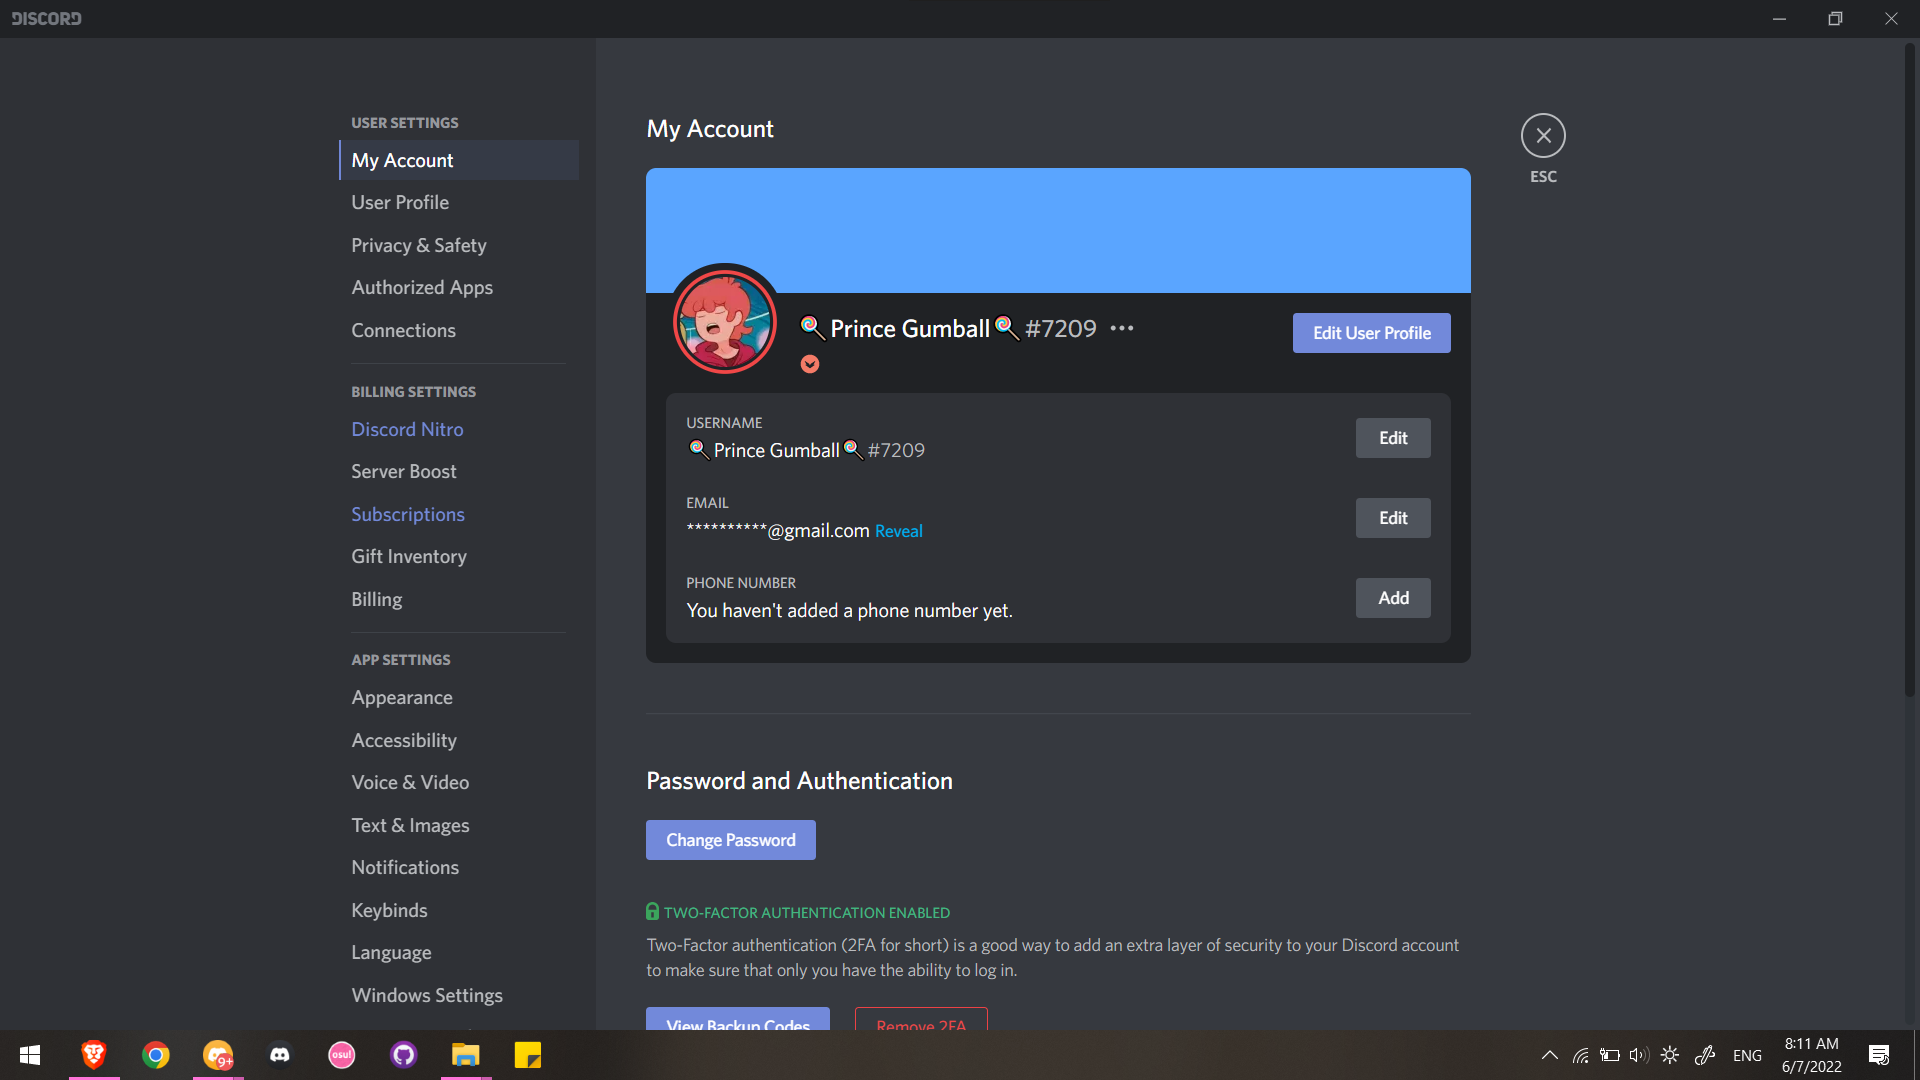 DISCORD
USER SETTINGS
My Account
User Profile
Privacy & Safety
Authorized Apps
Connections
BILLING SETTINGS
Discord Nitro
Server Boost
Subscriptions
Gift Inventory
Billing
APP SETTINGS
Appearance
Accessibility
Voice & Video
Text & Images
Notifications
Keybinds
Language
Windows Settings
My Account
ESC
🍭Prince Gumball🍭#7209
Edit User Profile
USERNAME
🍭Prince Gumball🍭#7209
Edit
EMAIL
**********@gmail.com Reveal
Edit
PHONE NUMBER
You haven't added a phone number yet.
Add
Password and Authentication
Change Password
TWO-FACTOR AUTHENTICATION ENABLED
Two-Factor authentication (2FA for short) is a good way to add an extra layer of security to your Discord account
to make sure that only you have the ability to log in.
View Backup Codes
Remove 2FA
9+
osu!
ENG
8:11 AM
6/7/2022